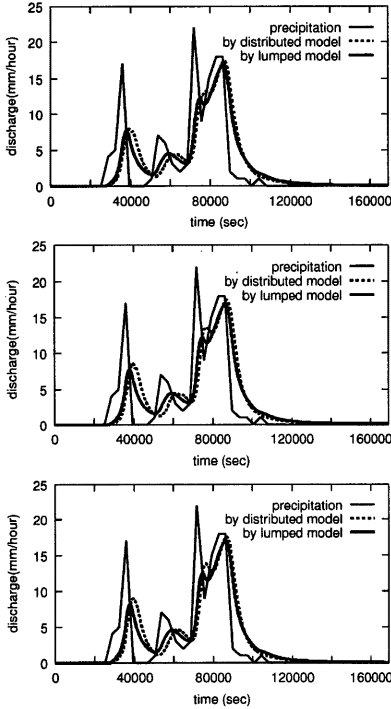 25
20
15
10
5
0
discharge(mm/hour)
precipitation
by distributed model
by lumped model
0 40000 80000 120000 160000
time (sec)
25
20
15
10
5
0
discharge(mm/hour)
precipitation
by distributed model
by lumped model
0 40000 80000 120000 160000
time (sec)
25
20
15
10
5
0
discharge(mm/hour)
precipitation
by distributed model
by lumped model
0 40000 80000 120000 160000
time (sec)